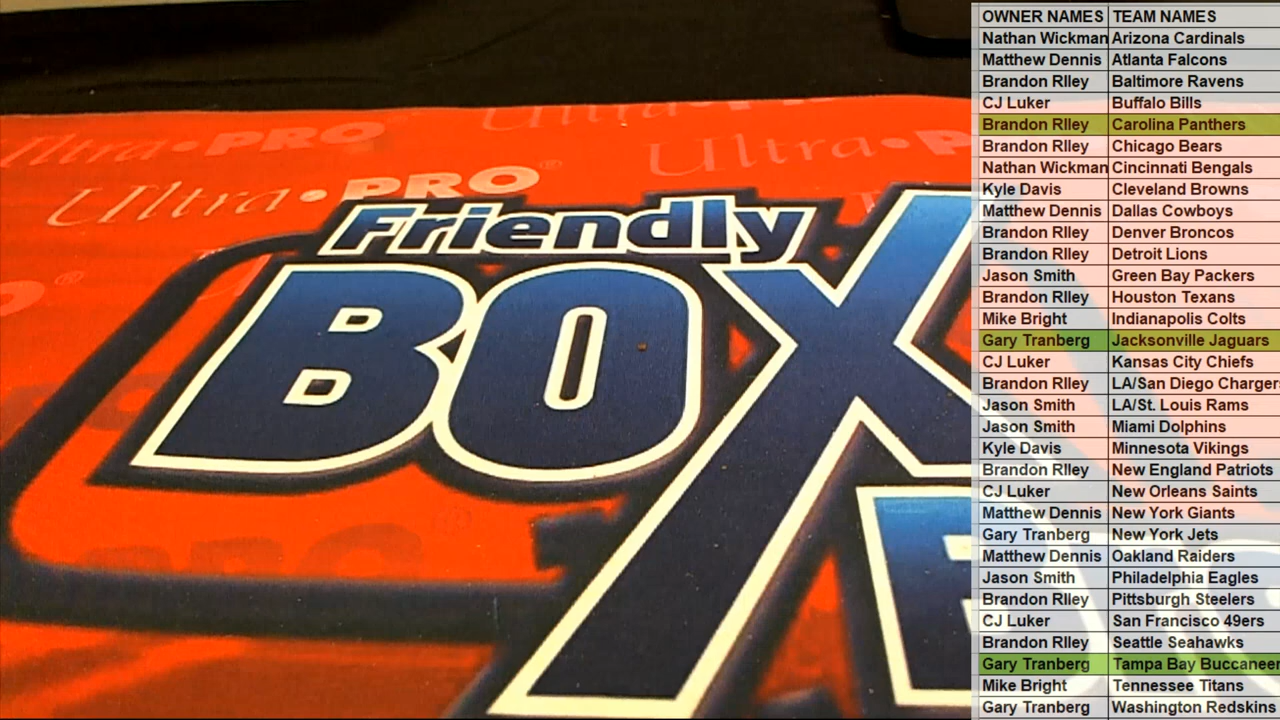 Ultra•PRO
Ultra•PRO
Ultra•PRO®
Friendly
BOX
OWNER NAMES TEAM NAMES
Nathan Wickman Arizona Cardinals
Matthew Dennis Atlanta Falcons
Brandon RIley Baltimore Ravens
CJ Luker Buffalo Bills
Brandon RIley Carolina Panthers
Brandon RIley Chicago Bears
Nathan Wickman Cincinnati Bengals
Kyle Davis Cleveland Browns
Matthew Dennis Dallas Cowboys
Brandon RIley Denver Broncos
Brandon RIley Detroit Lions
Jason Smith Green Bay Packers
Brandon RIley Houston Texans
Mike Bright Indianapolis Colts
Gary Tranberg Jacksonville Jaguars
CJ Luker Kansas City Chiefs
Brandon RIley LA/San Diego Charger
Jason Smith LA/St. Louis Rams
Jason Smith Miami Dolphins
Kyle Davis Minnesota Vikings
Brandon RIley New England Patriots
CJ Luker New Orleans Saints
Matthew Dennis New York Giants
Gary Tranberg New York Jets
Matthew Dennis Oakland Raiders
Jason Smith Philadelphia Eagles
Brandon RIley Pittsburgh Steelers
CJ Luker San Francisco 49ers
Brandon RIley Seattle Seahawks
Gary Tranberg Tampa Bay Buccaneer
Mike Bright Tennessee Titans
Gary Tranberg Washington Redskins